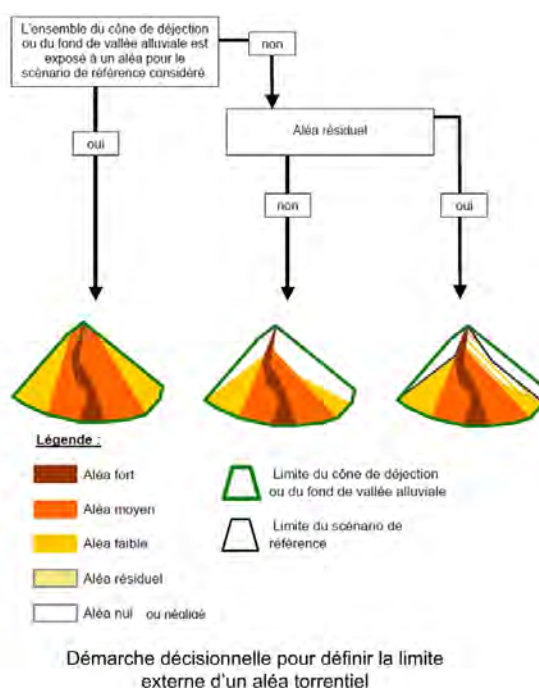 L'ensemble du cône de déjection
ou du fond de vallée alluviale est
exposé à un aléa pour le
scénario de référence considéré.
non
Aléa résiduel
oui
non
oui
Légende :
Aléa fort
Aléa moyen
Aléa faible
Aléa résiduel
Aléa nul ou négligé
Limite du cône de déjection
ou du fond de vallée alluviale
Limite du scénario de
référence
Démarche décisionnelle pour définir la limite
externe d'un aléa torrentiel